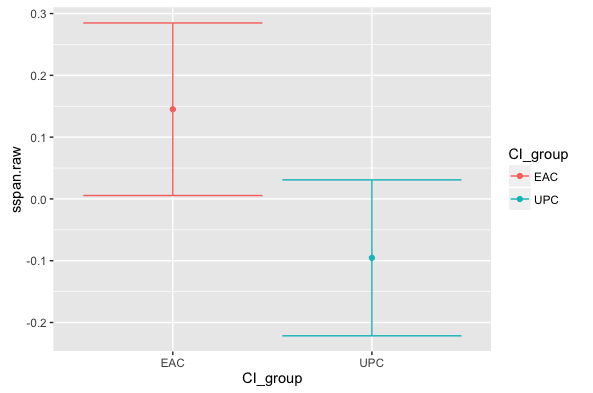 sspan.raw
0.3
0.2
0.1
0.0
-0.1
-0.2
EAC
UPC
CI_group
CI_group
EAC
UPC